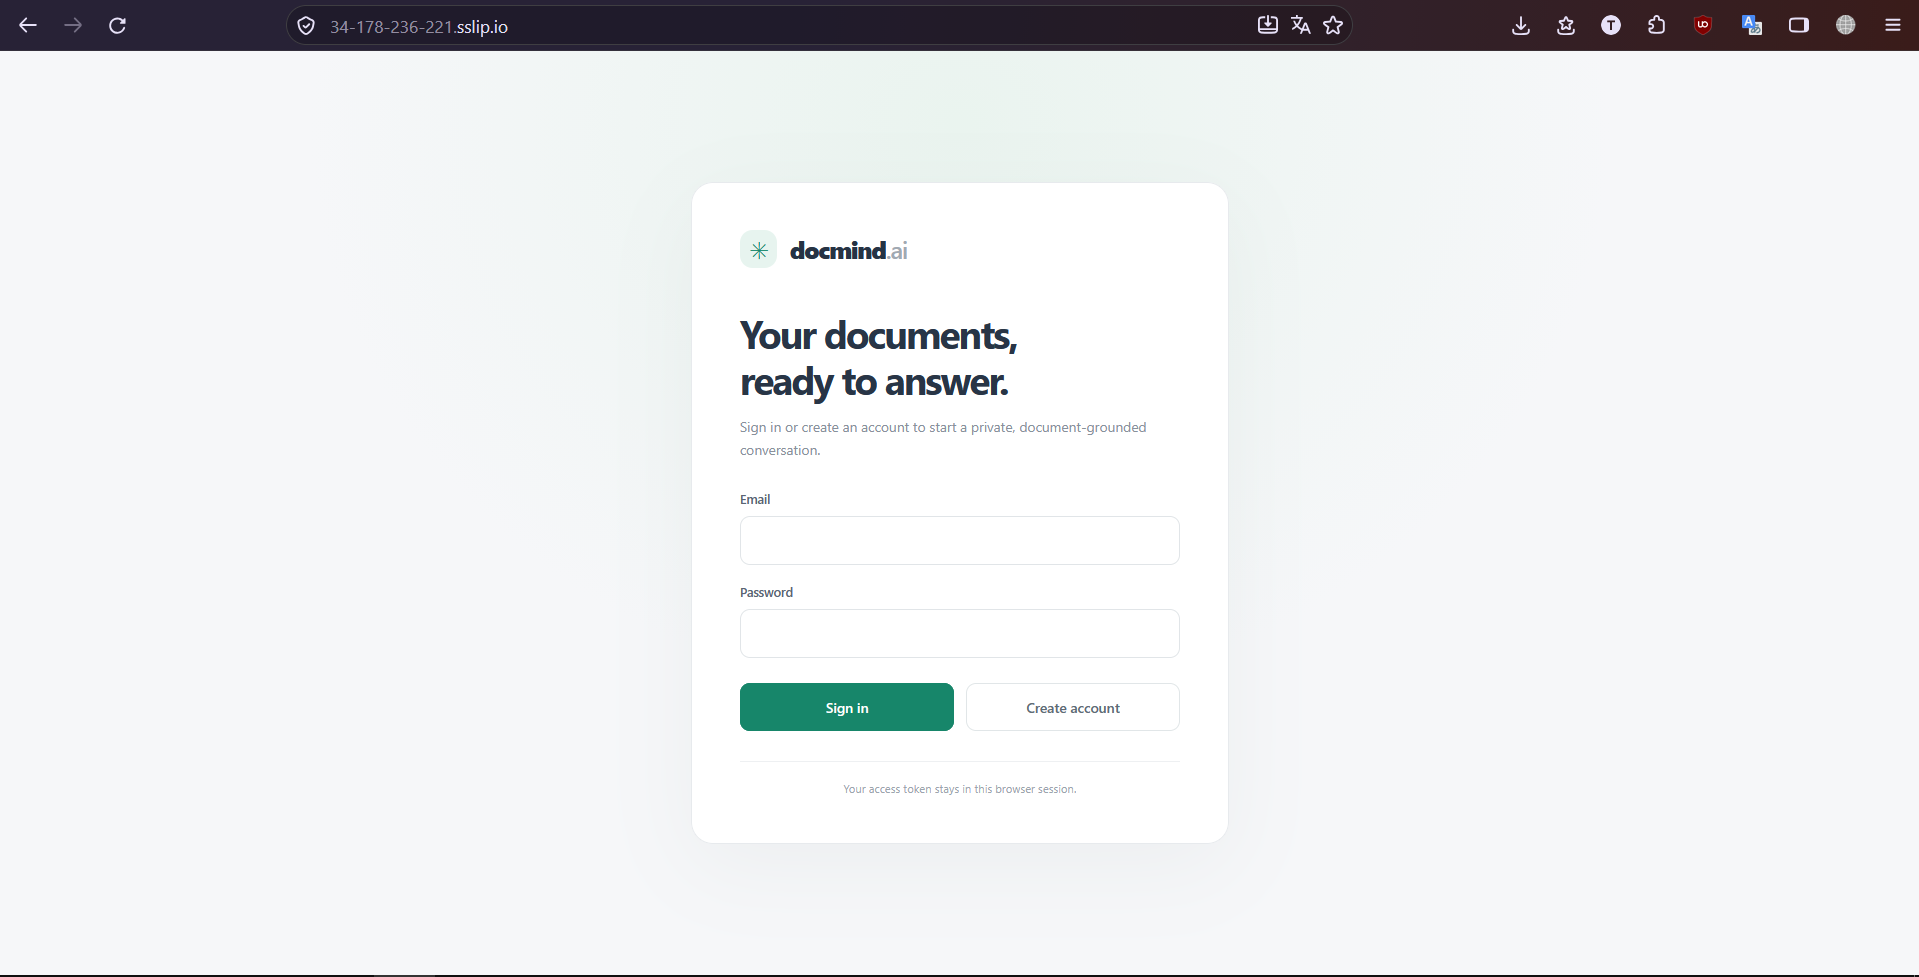 34-178-236-221.sslip.io
docmind.ai
Your documents,
ready to answer.
Sign in or create an account to start a private, document-grounded
conversation.
Email
Password
Sign in
Create account
Your access token stays in this browser session.